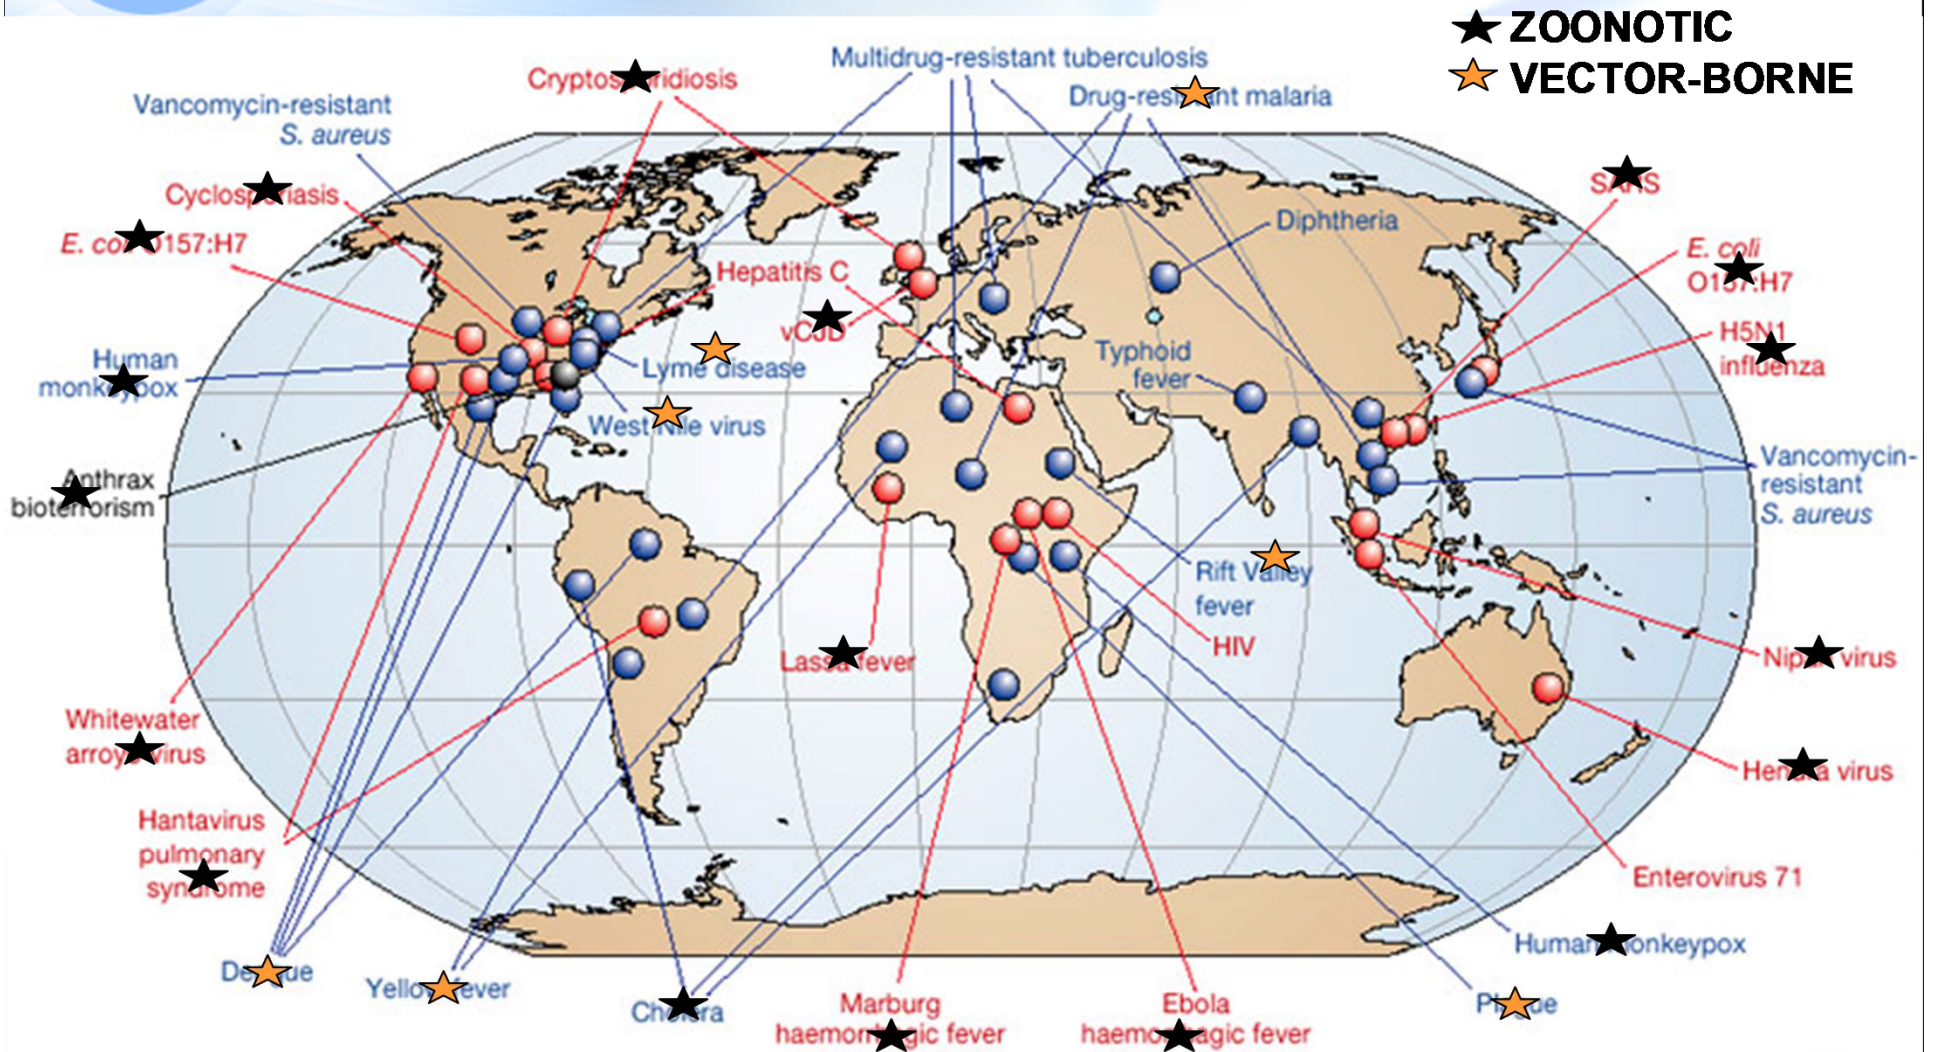 ZOONOTIC
VECTOR-BORNE
Multidrug-resistant tuberculosis
Cryptosporidiosis
Drug-resistant malaria
Vancomycin-resistant
S. aureus
Cyclosporiasis
SARS
Diphtheria
E. coli O157:H7
E. coli
O157:H7
Hepatitis C
vCJD
H5N1
influenza
Human
monkeypox
Lyme disease
Typhoid
fever
West Nile virus
Anthrax
bioterrorism
Vancomycin-
resistant
S. aureus
Rift Valley
fever
HIV
Lassa fever
Nipah virus
Whitewater
arroyo virus
Hendra virus
Hantavirus
pulmonary
syndrome
Enterovirus 71
Human monkeypox
Dengue
Yellow fever
Cholera
Marburg
haemorrhagic fever
Ebola
haemorrhagic fever
Plague